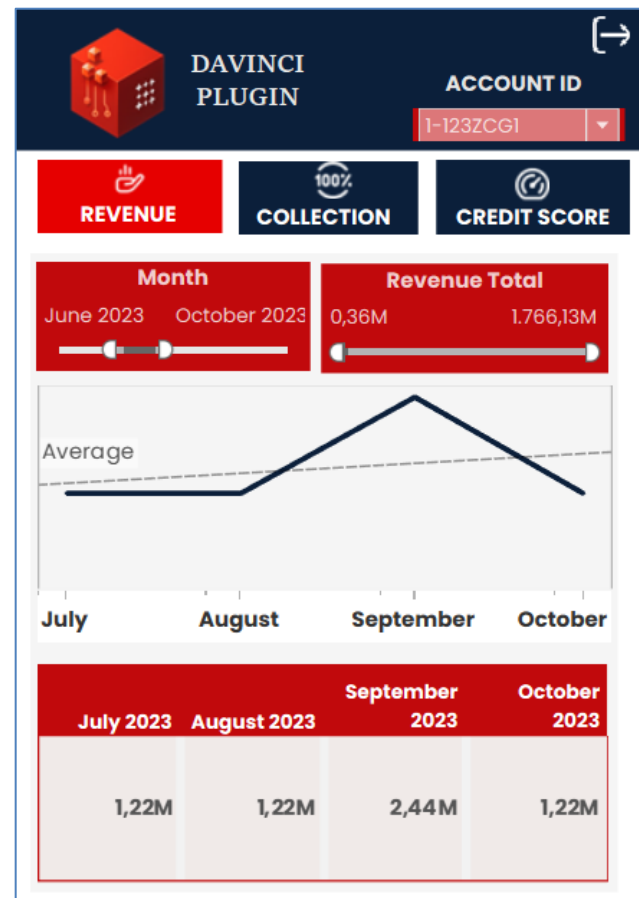 DAVINCI
PLUGIN
ACCOUNT ID
1-123ZCG1
REVENUE
100%
COLLECTION
CREDIT SCORE
Month
June 2023 October 2023
Revenue Total
0,36M 1.766,13M
Average
July August September October
July 2023 August 2023 September 2023 October 2023
1,22M 1,22M 2,44M 1,22M